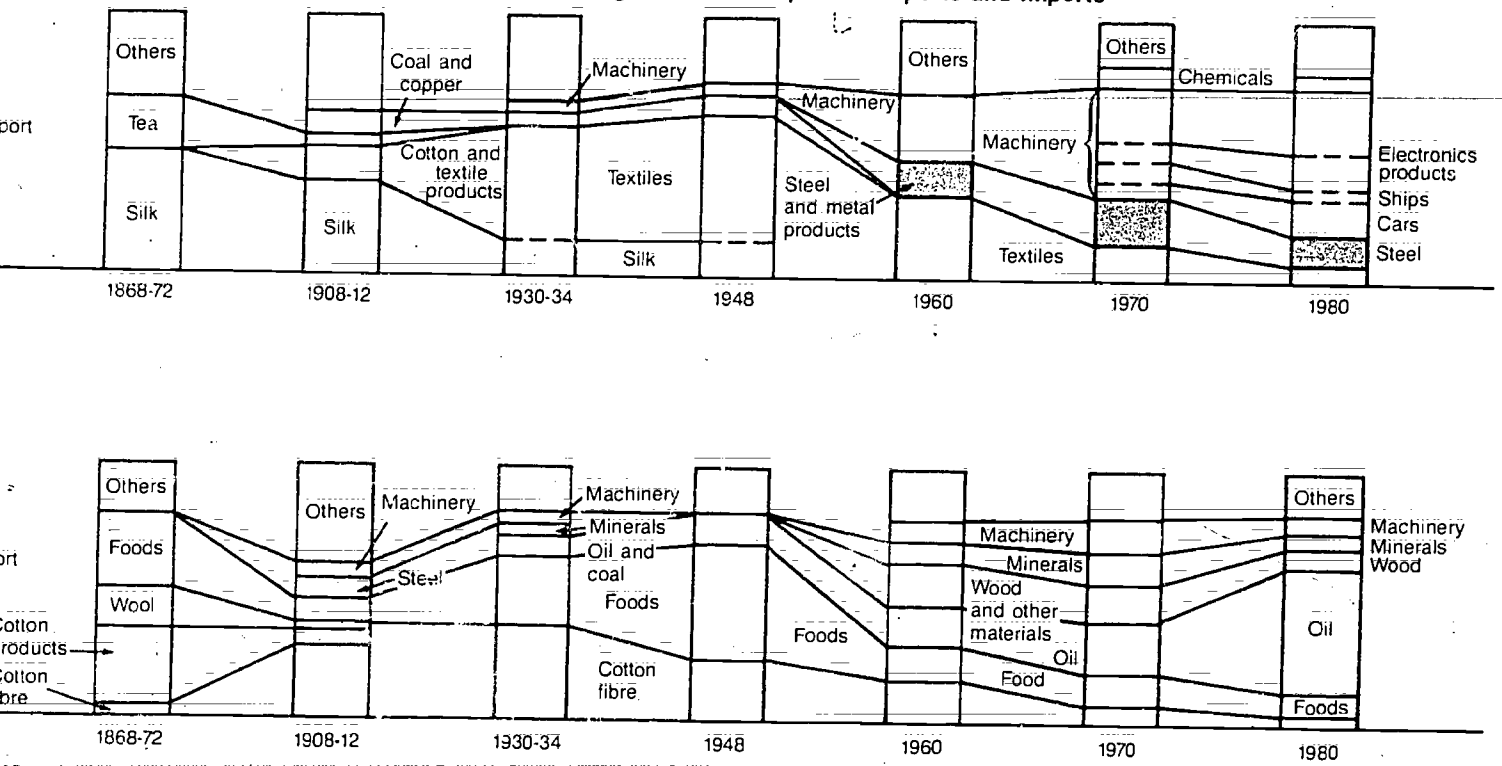 and Imports
Others
Tea
Silk
Silk
Coal and
copper
Cotton and
textile
products
Machinery
Textiles
Silk
Machinery
Steel
and metal
products
Others
Machinery
Textiles
Others
Chemicals
Electronics
products
Ships
Cars
Steel
1868-72
1908-12
1930-34
1948
1960
1970
1980
Others
Foods
Wool
Cotton
products
Cotton
Others
Machinery
Steel
Machinery
Minerals
Oil and
coal
Foods
Cotton
fibre
Foods
Machinery
Minerals
Wood
and other
materials
Oil
Food
Others
Oil
Foods
Machinery
Minerals
Wood
1868-72
1908-12
1930-34
1948
1960
1970
1980